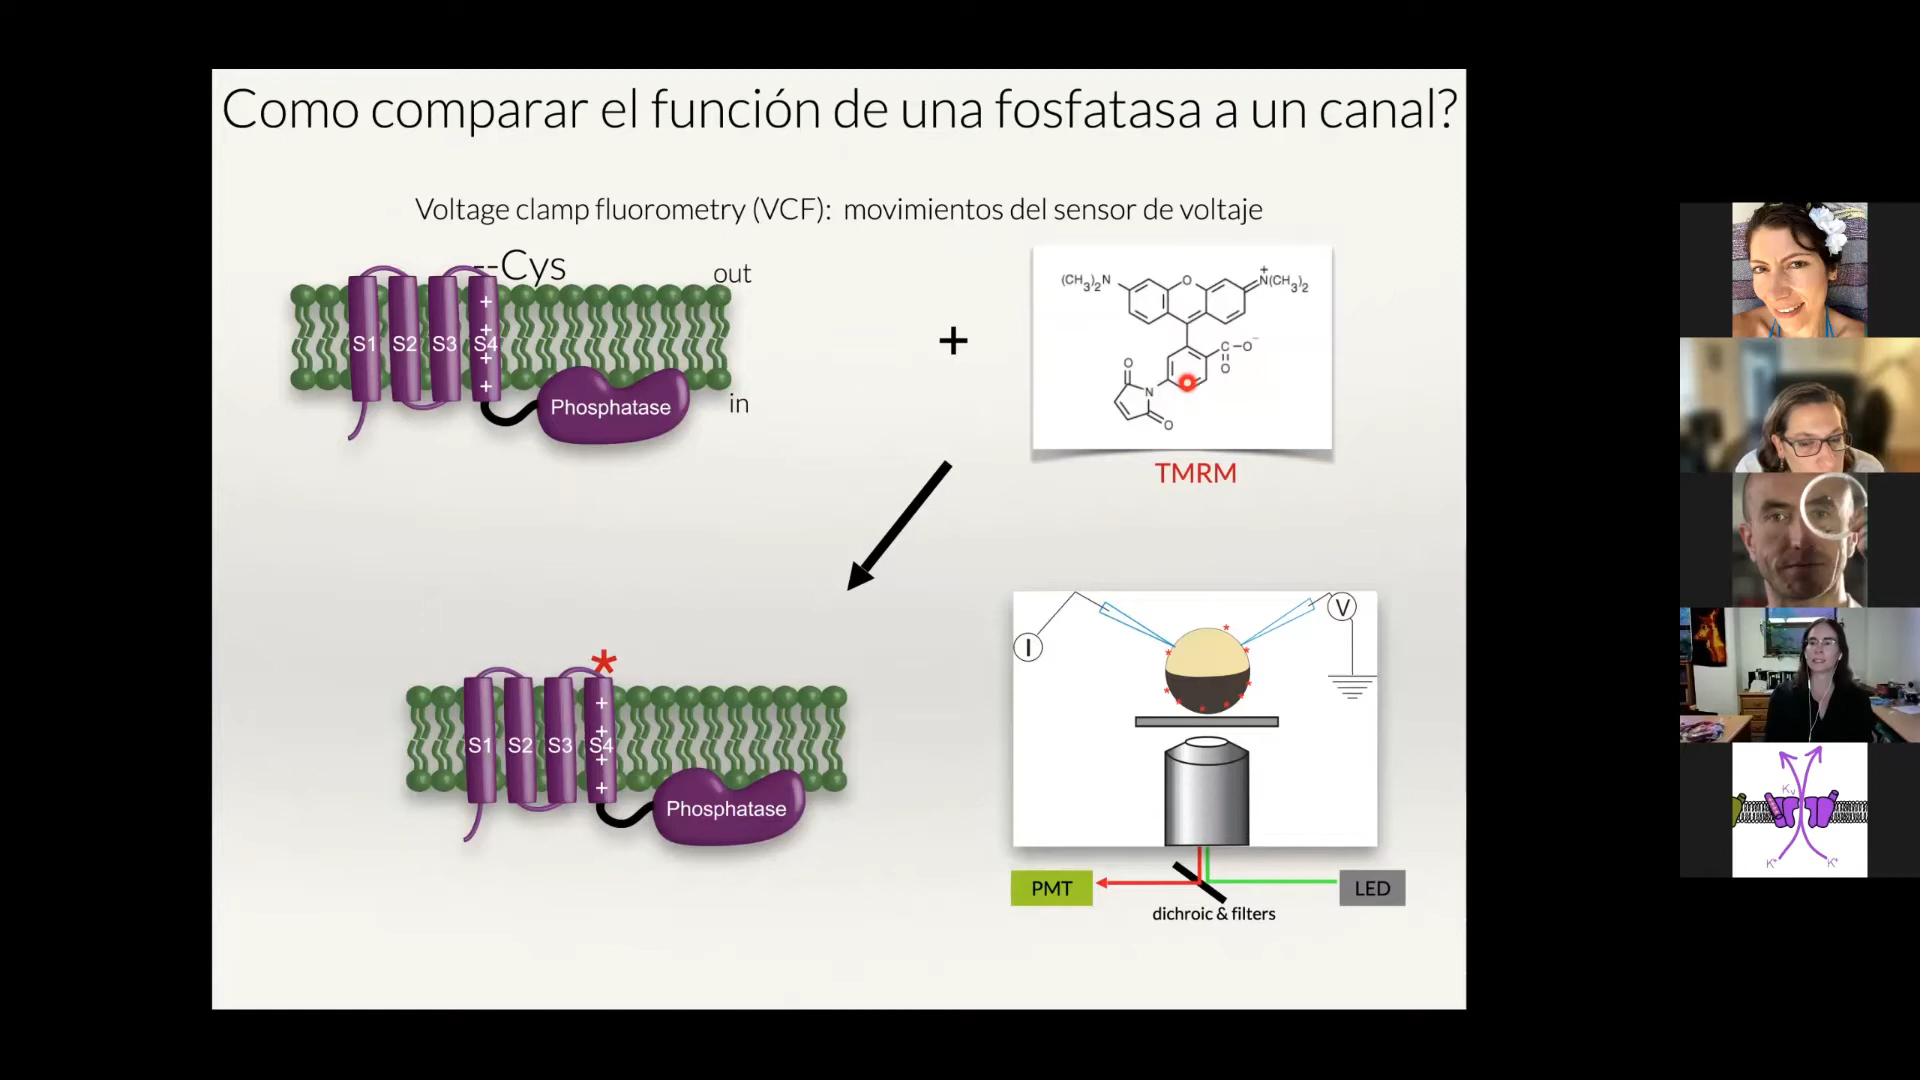 Como comparar el función de una fosfatasa a un canal?
Voltage clamp fluorometry (VCF): movimientos del sensor de voltaje
--Cys
out
S1 S2 S3 S4
+
+
+
+
Phosphatase
in
+
(CH3)2N O N(CH3)2
+
C-O-
O
O
N
O
TMRM
*
S1 S2 S3 S4
+
+
+
+
Phosphatase
I
V
PMT
LED
dichroic & filters
Kv
K+ K+